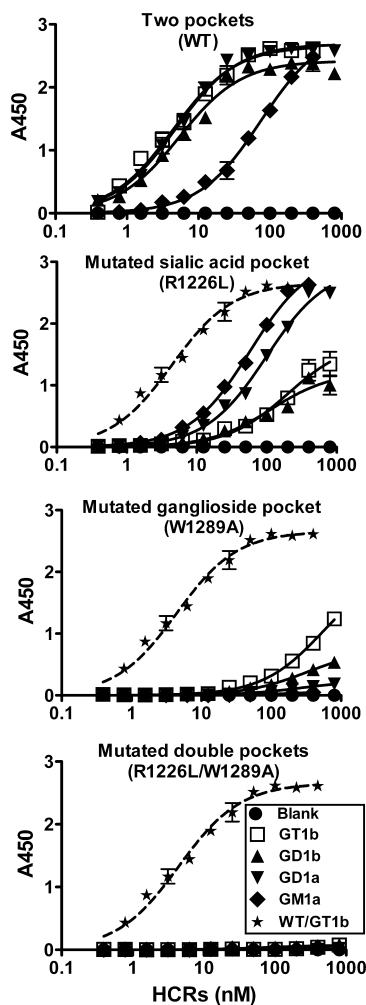 Two pockets
(WT)
3
2
1
0
A450
0.1 1 10 100 1000
Mutated sialic acid pocket
(R1226L)
3
2
1
0
A450
0.1 1 10 100 1000
Mutated ganglioside pocket
(W1289A)
3
2
1
0
A450
0.1 1 10 100 1000
Mutated double pockets
(R1226L/W1289A)
3
2
1
0
A450
Blank
GT1b
GD1b
GD1a
GM1a
WT/GT1b
0.1 1 10 100 1000
HCRs (nM)